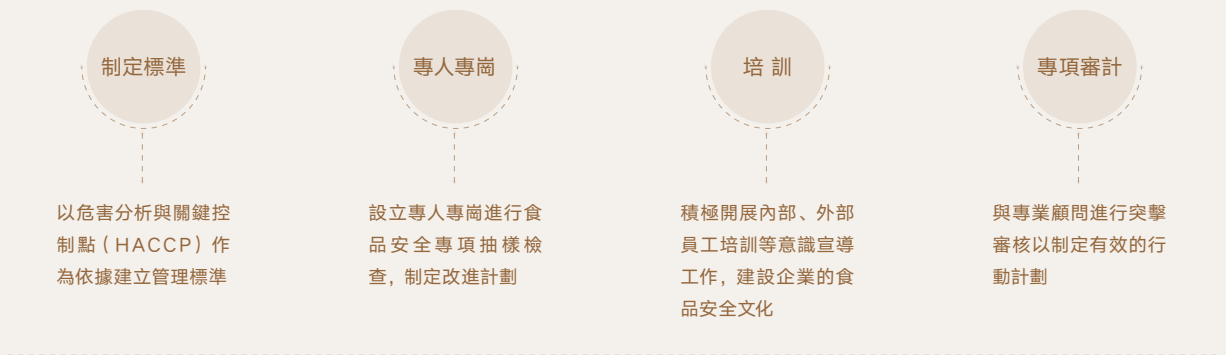 制定標準
以危害分析與關鍵控
制點（HACCP）作
為依據建立管理標準
專人專崗
設立專人專崗進行食
品安全專項抽樣檢
查，制定改進計劃
培 訓
積極開展內部、外部
員工培訓等意識宣導
工作，建設企業的食
品安全文化
專項審計
與專業顧問進行突擊
審核以制定有效的行
動計劃